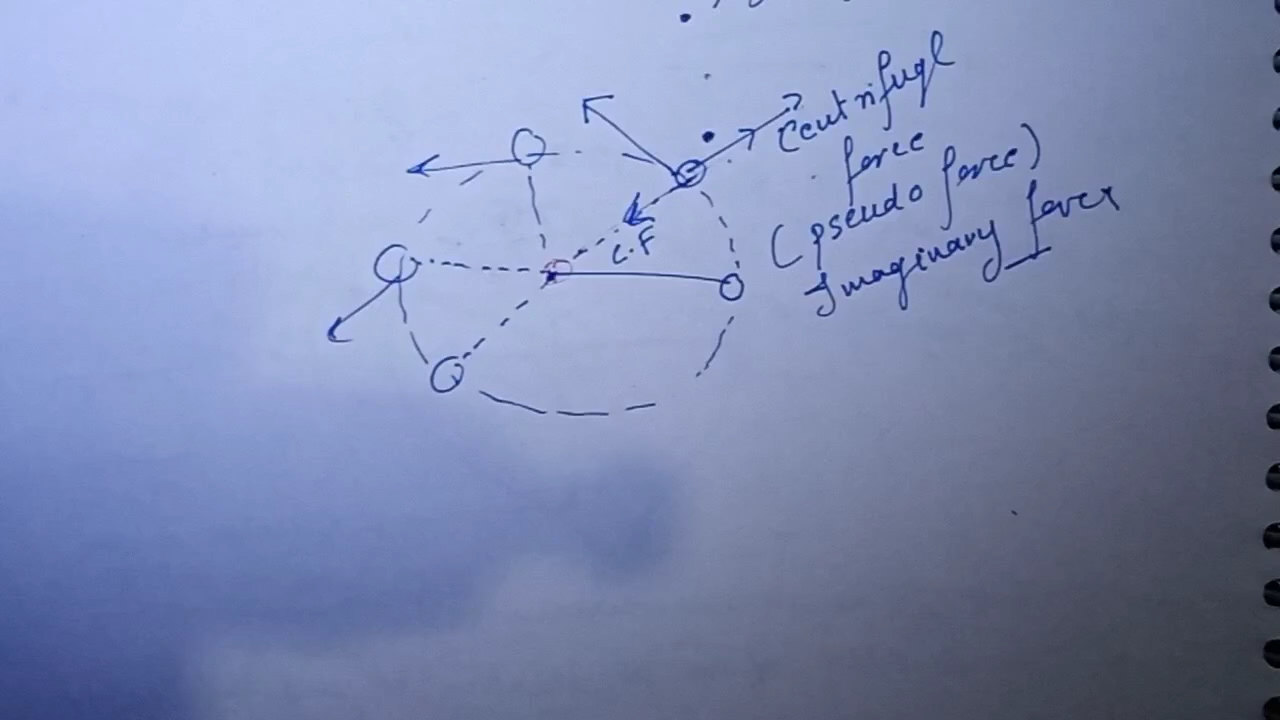 Centrifugl
force
(pseudo force)
Imaginary force
C.F